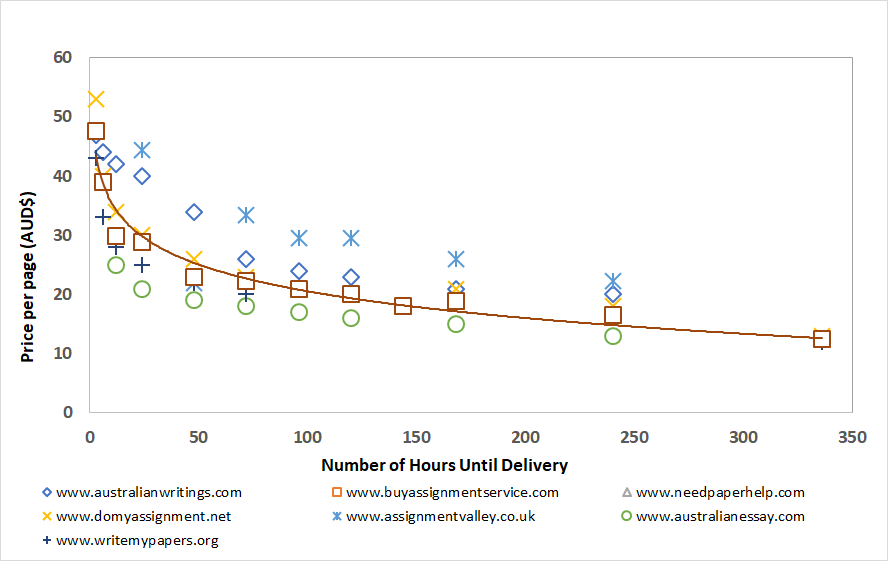 60
50
40
30
20
10
0
Price per page (AUD$)
0 50 100 150 200 250 300 350
Number of Hours Until Delivery
www.australianwritings.com www.buyassignmentservice.com www.needpaperhelp.com
www.domyassignment.net www.assignmentvalley.co.uk www.australianessay.com
www.writemypapers.org